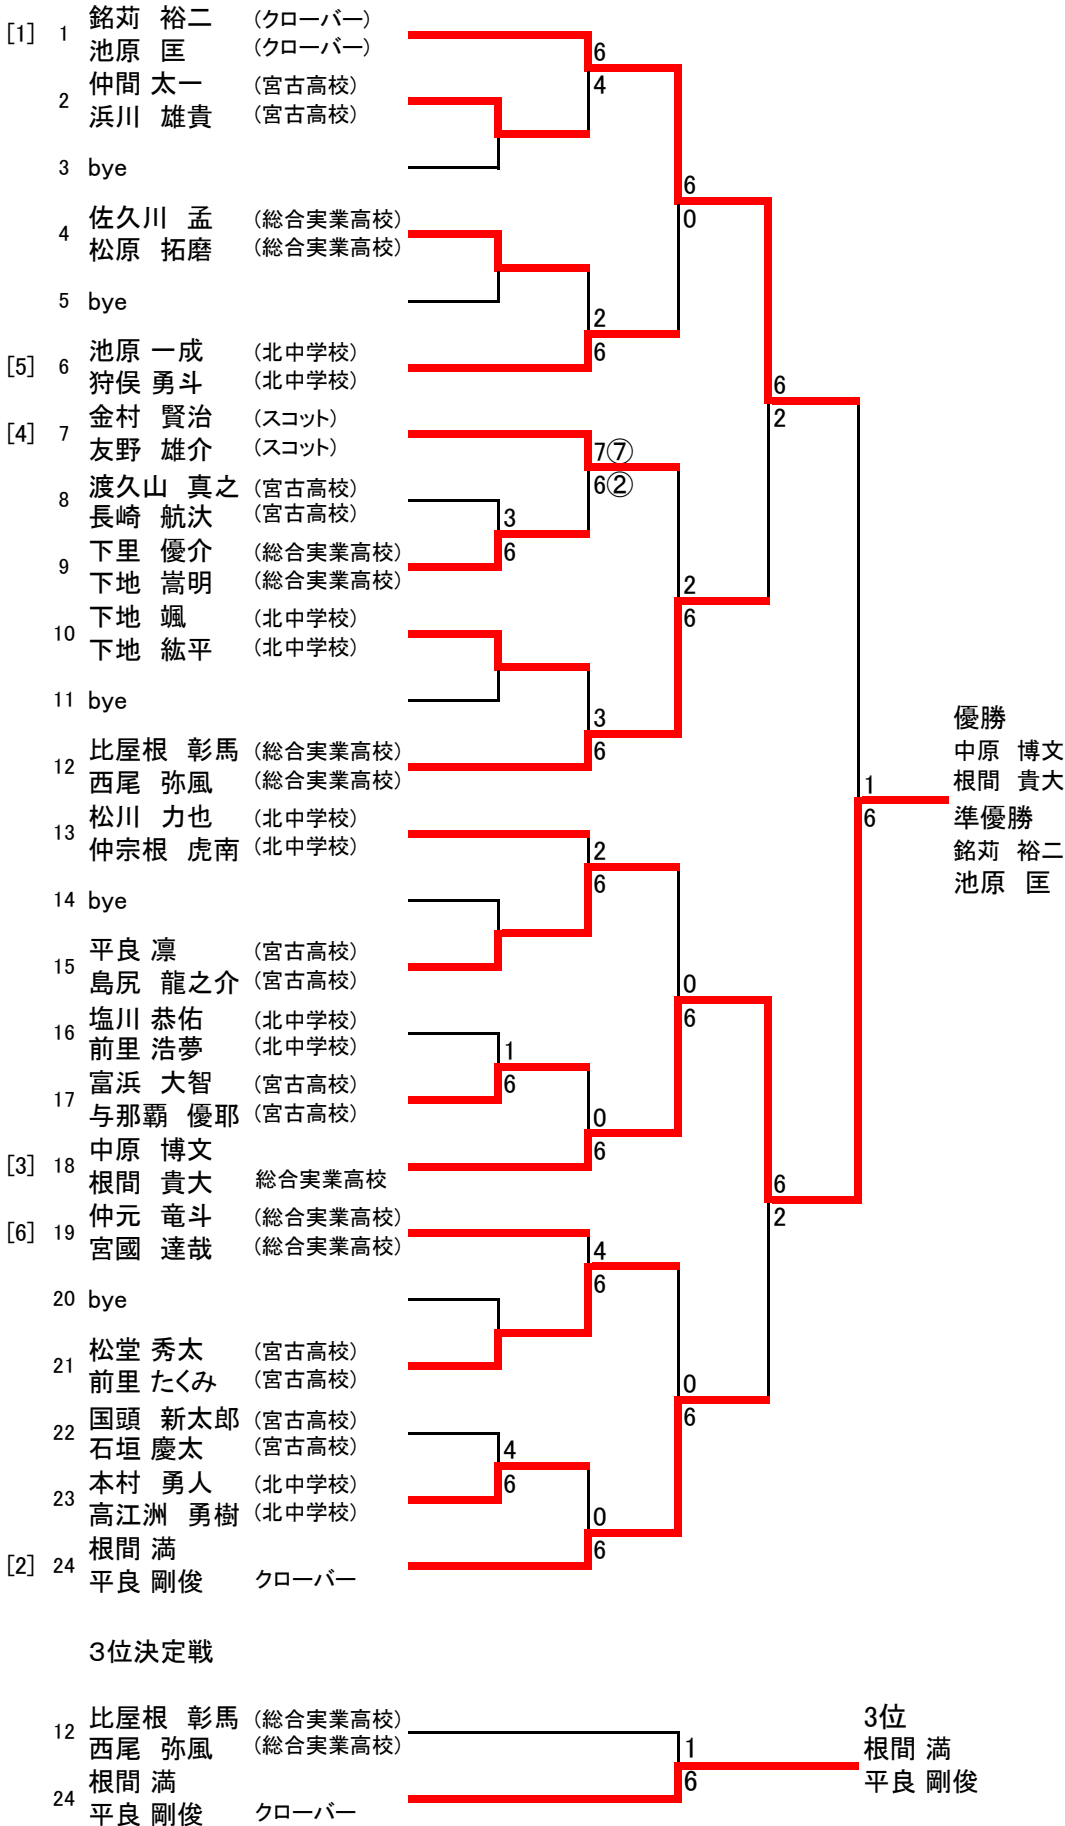 [1] 1 銘苅 裕二 (クローバー)
池原 匡 (クローバー)
6
2 仲間 太一 (宮古高校)
4
浜川 雄貴 (宮古高校)
3 bye
6
4 佐久川 孟 (総合実業高校)
0
松原 拓磨 (総合実業高校)
5 bye
2
[5] 6 池原 一成 (北中学校)
6
狩俣 勇斗 (北中学校)
6
[4] 7 金村 賢治 (スコット)
2
友野 雄介 (スコット)
7⑦
8 渡久山 真之 (宮古高校)
6②
長崎 航汰 (宮古高校)
3
9 下里 優介 (総合実業高校)
6
下地 嵩明 (総合実業高校)
2
10 下地 颯 (北中学校)
6
下地 紘平 (北中学校)
11 bye
3
優勝
12 比屋根 彰馬 (総合実業高校)
6
中原 博文
西尾 弥風 (総合実業高校)
1
根間 貴大
13 松川 力也 (北中学校)
6
準優勝
仲宗根 虎南 (北中学校)
2
銘苅 裕二
6
池原 匡
14 bye
15 平良 凛 (宮古高校)
島尻 龍之介 (宮古高校)
0
16 塩川 恭佑 (北中学校)
6
前里 浩夢 (北中学校)
1
17 富浜 大智 (宮古高校)
6
与那覇 優耶 (宮古高校)
0
[3] 18 中原 博文
6
根間 貴大 総合実業高校
6
[6] 19 仲元 竜斗 (総合実業高校)
2
宮國 達哉 (総合実業高校)
4
6
20 bye
21 松堂 秀太 (宮古高校)
前里 たくみ (宮古高校)
0
22 国頭 新太郎 (宮古高校)
6
石垣 慶太 (宮古高校)
4
23 本村 勇人 (北中学校)
6
高江洲 勇樹 (北中学校)
0
[2] 24 根間 満
6
平良 剛俊 クローバー
3位決定戦
12 比屋根 彰馬 (総合実業高校)
3位
西尾 弥風 (総合実業高校)
1
根間 満
24 根間 満
6
平良 剛俊
平良 剛俊 クローバー